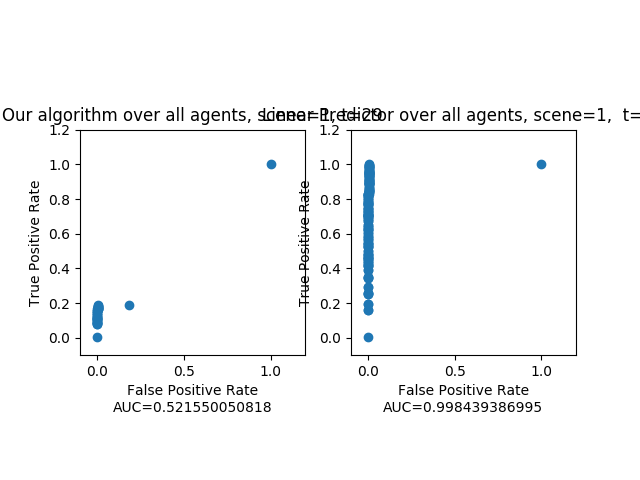 Our algorithm over all agents, scene=1, t=29
Linear Predictor over all agents, scene=1, t=
1.2
1.0
0.8
0.6
0.4
0.2
0.0
True Positive Rate
0.0 0.5 1.0
False Positive Rate
AUC=0.521550050818
1.2
1.0
0.8
0.6
0.4
0.2
0.0
True Positive Rate
0.0 0.5 1.0
False Positive Rate
AUC=0.998439386995